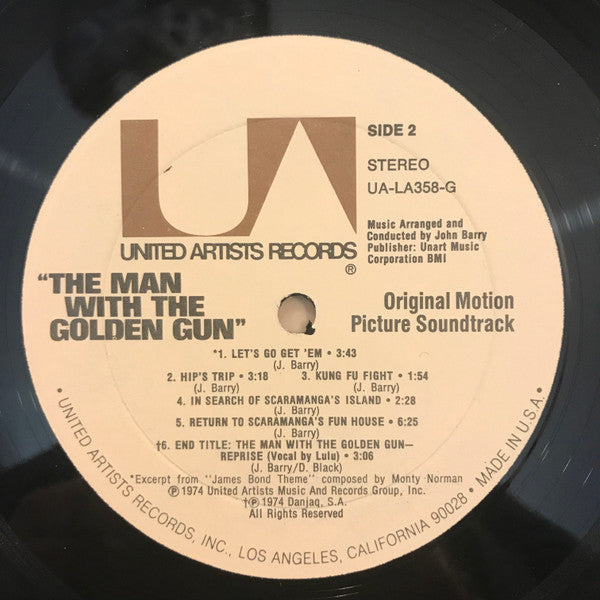 UA
SIDE 2
STEREO
UA-LA358-G
UNITED ARTISTS RECORDS®
Music Arranged and
Conducted by John Barry
Publisher: Unart Music
Corporation BMI
"THE MAN
WITH THE
GOLDEN GUN"
Original Motion
Picture Soundtrack
*1. LET'S GO GET 'EM • 3:43
(J. Barry)
2. HIP'S TRIP • 3:18 3. KUNG FU FIGHT • 1:54
(J. Barry) (J. Barry)
4. IN SEARCH OF SCARAMANGA'S ISLAND • 2:28
(J. Barry)
5. RETURN TO SCARAMANGA'S FUN HOUSE • 6:25
(J. Barry)
†6. END TITLE: THE MAN WITH THE GOLDEN GUN—
REPRISE (Vocal by Lulu) • 3:06
(J. Barry/D. Black)
*Excerpt from "James Bond Theme" composed by Monty Norman
℗ 1974 United Artists Music And Records Group, Inc.
†℗ 1974 Danjaq, S.A.
All Rights Reserved
• UNITED ARTISTS RECORDS, INC., LOS ANGELES, CALIFORNIA 90028 • MADE IN U.S.A. •